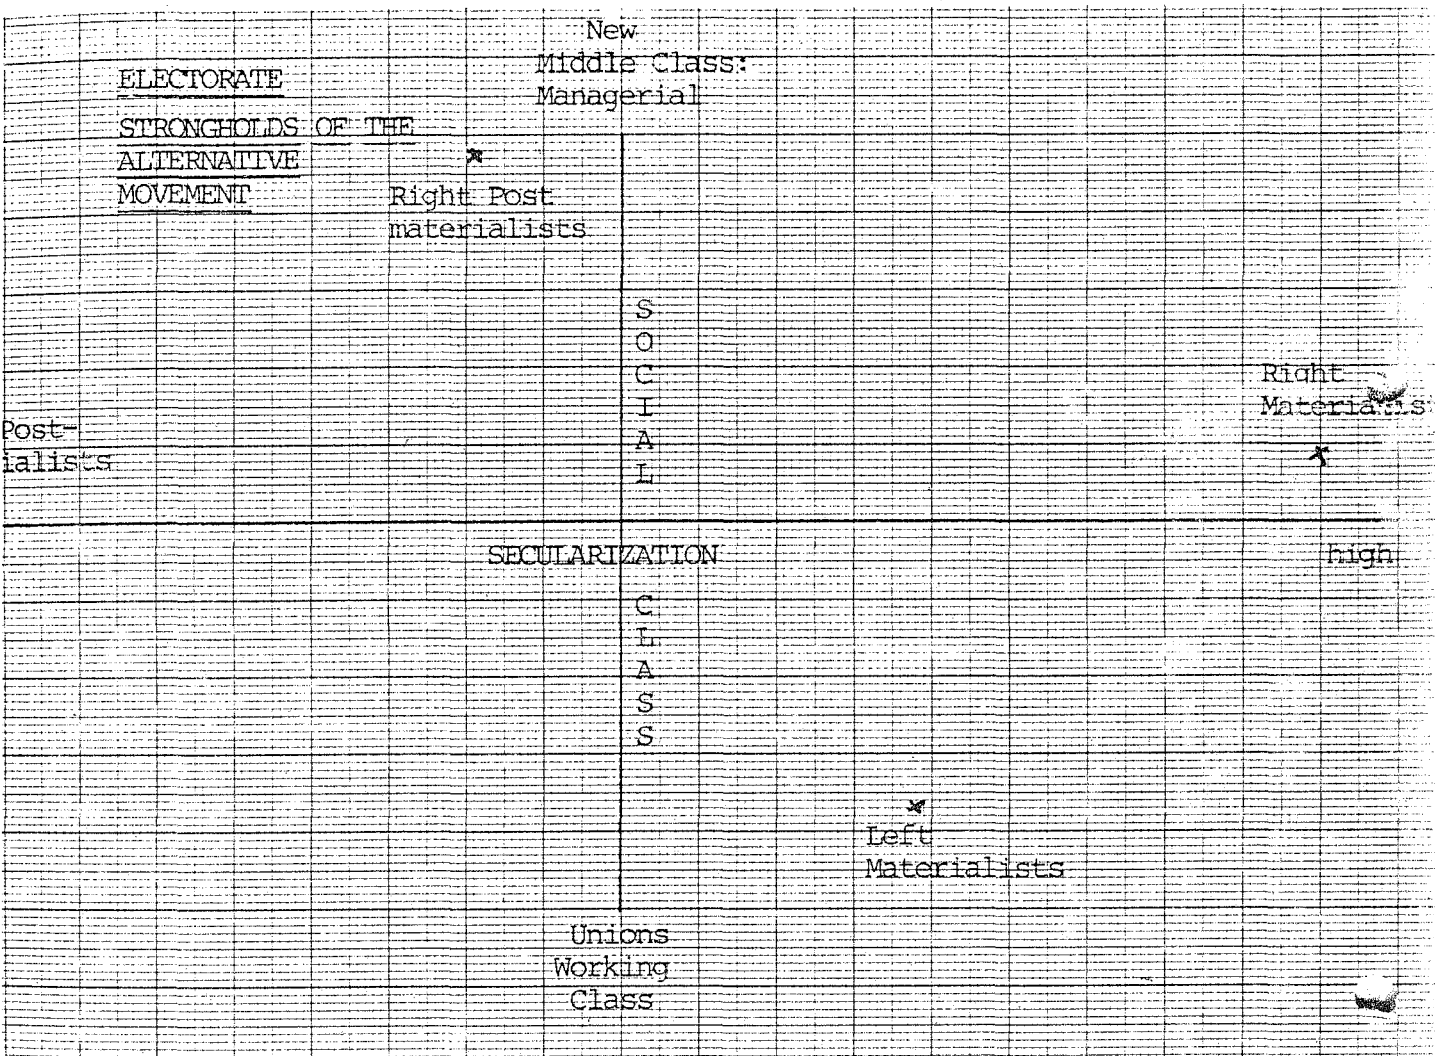 New
Middle Class:
Managerial
ELECTORATE
STRONGHOLDS OF THE
ALTERNATIVE
MOVEMENT
Right Post
materialists
S
O
C
I
A
L
Right
Materialis
Post-
ialists
SECULARIZATION
high
C
L
A
S
S
Left
Materialists
Unions
Working
Class